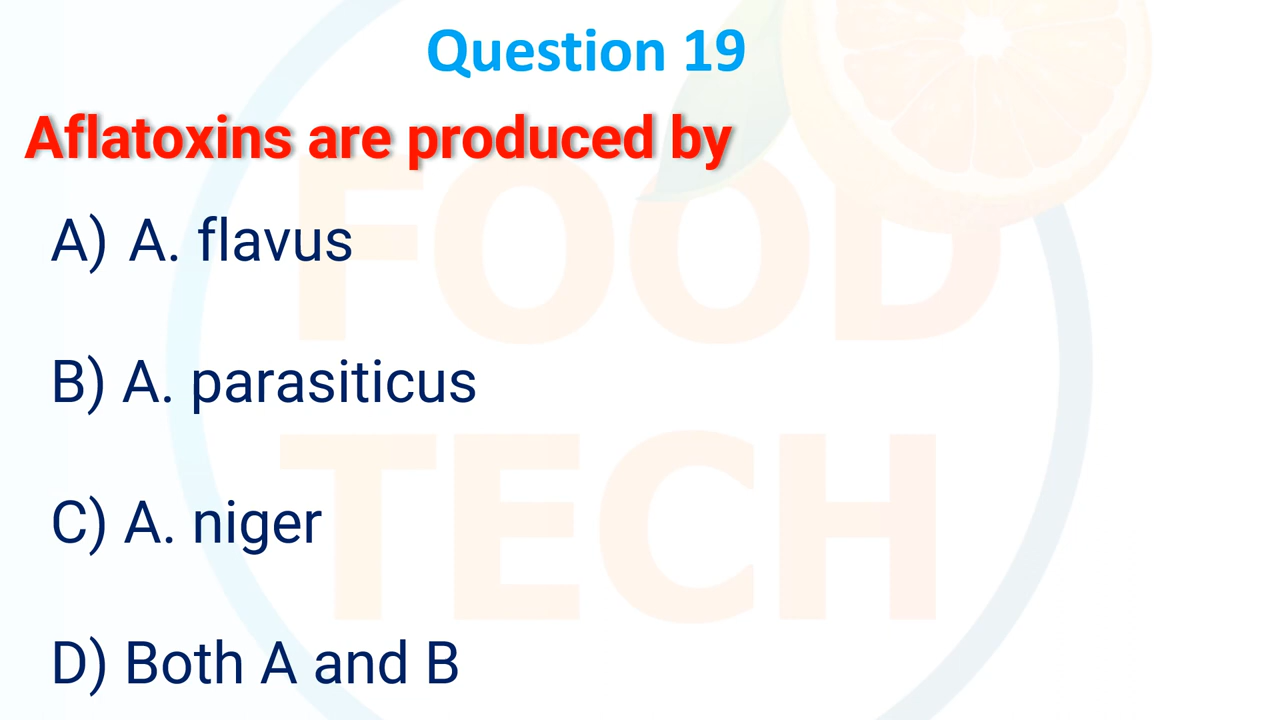 Question 19
Aflatoxins are produced by
A) A. flavus
B) A. parasiticus
C) A. niger
D) Both A and B
FOOD
TECH